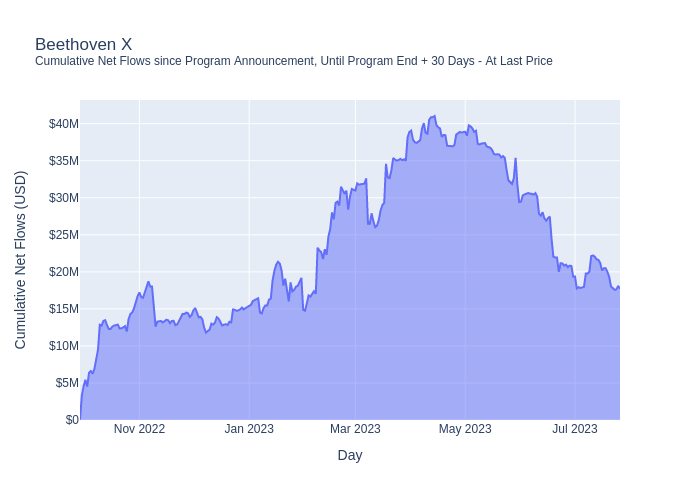 Beethoven X
Cumulative Net Flows since Program Announcement, Until Program End + 30 Days - At Last Price
Cumulative Net Flows (USD)
$40M
$35M
$30M
$25M
$20M
$15M
$10M
$5M
$0
Nov 2022
Jan 2023
Mar 2023
May 2023
Jul 2023
Day